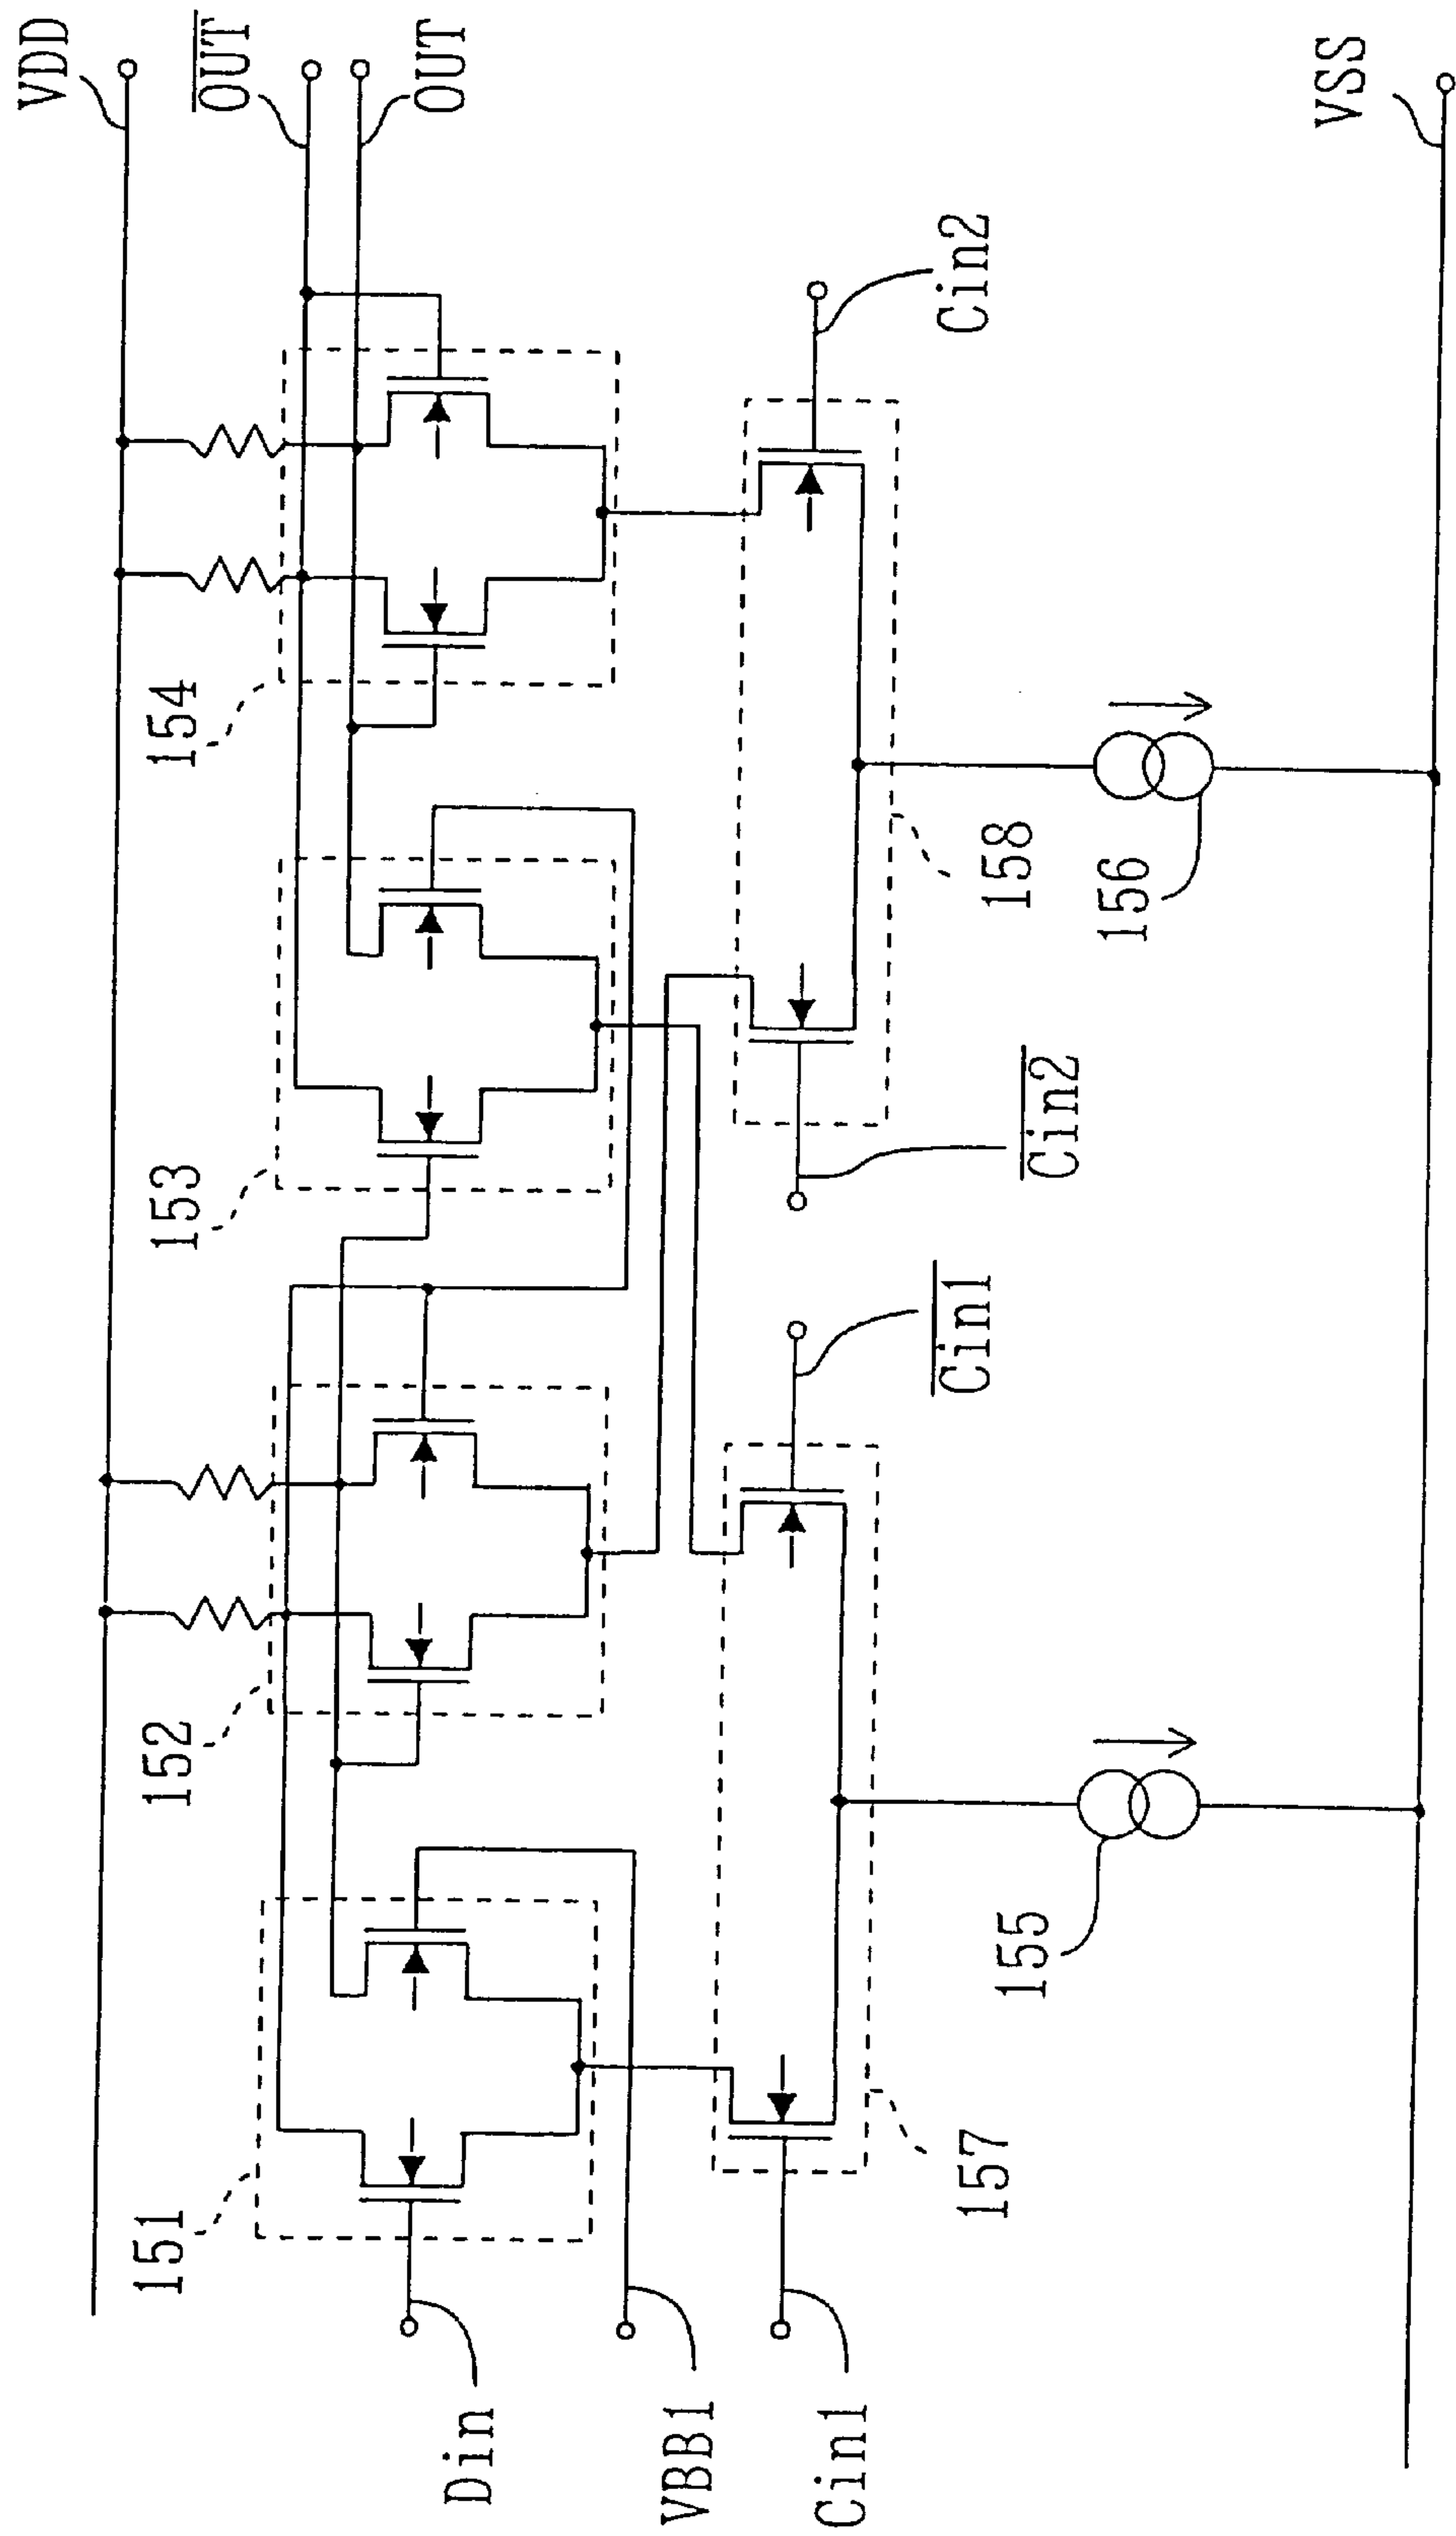 VDD
OUT
OUT
VSS
Cin2
154
158
156
153
Cin2
Cin1
152
155
151
157
Din
VBB1
Cin1